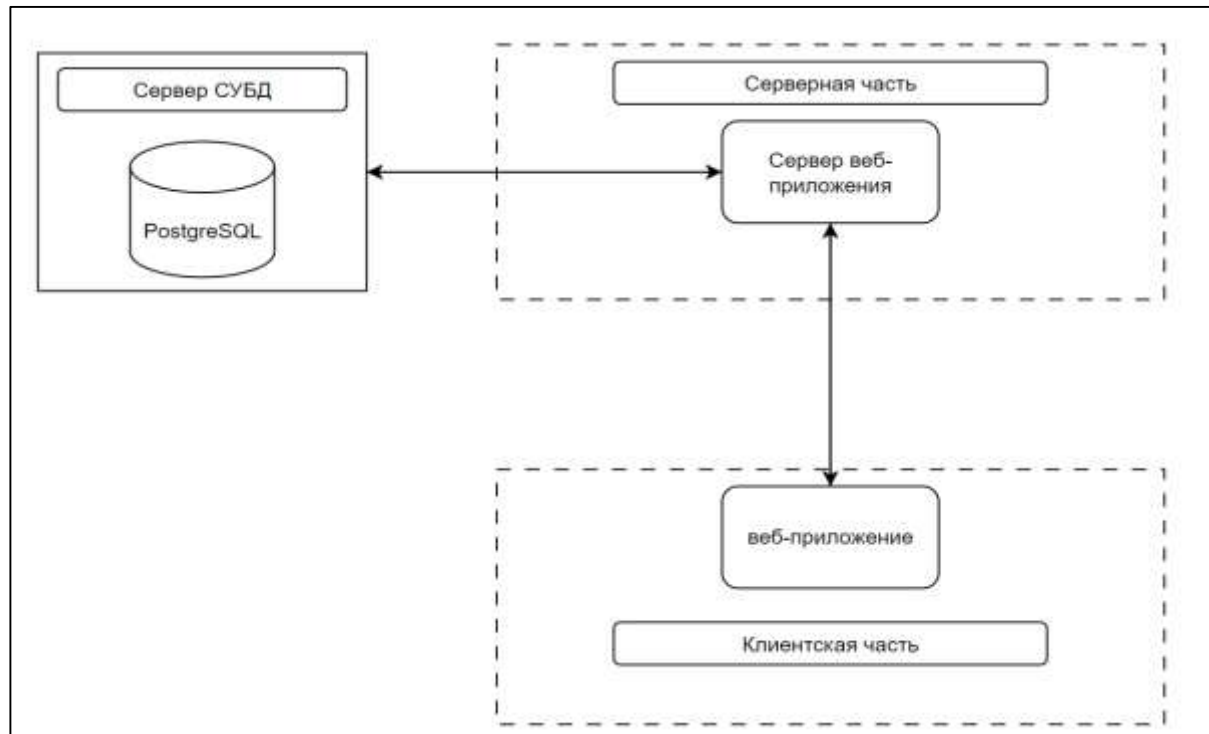 Сервер СУБД
PostgreSQL
Серверная часть
Сервер веб-
приложения
веб-приложение
Клиентская часть